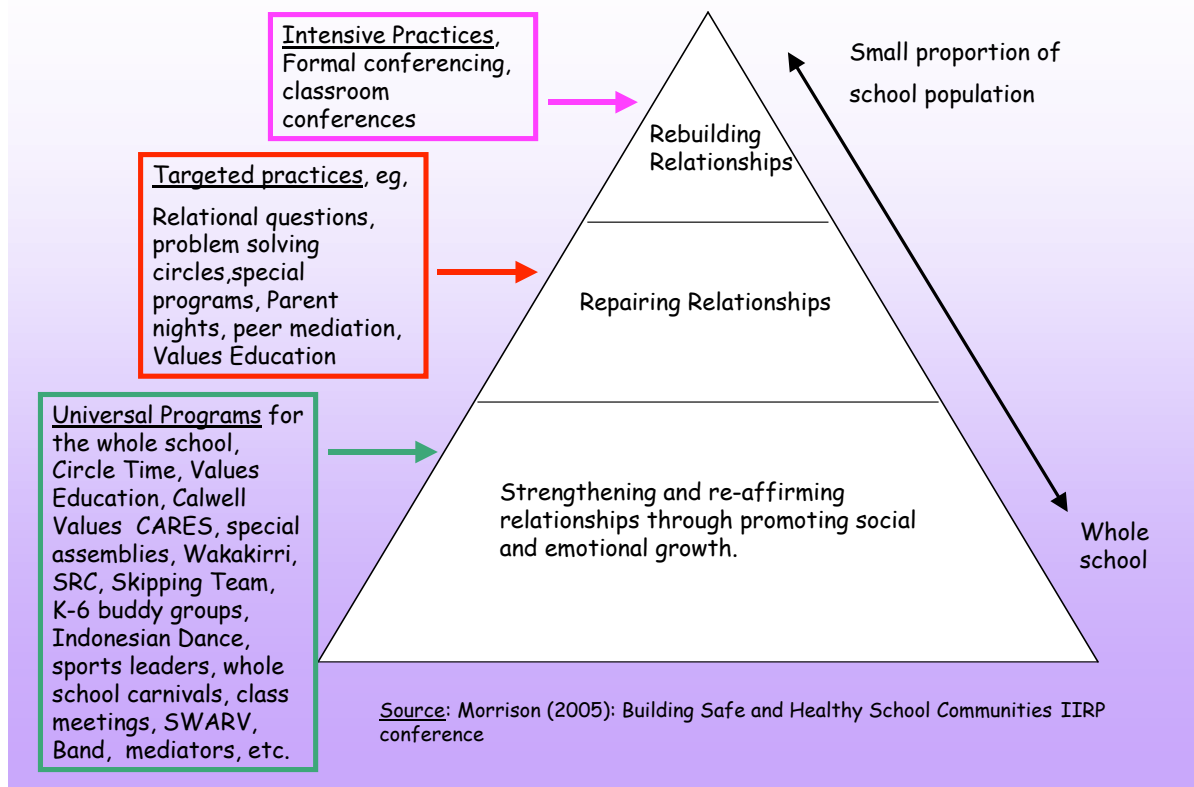 Intensive Practices,
Formal conferencing,
classroom
conferences
Small proportion of
school population
Rebuilding
Relationships
Targeted practices, eg,
Relational questions,
problem solving
circles,special
programs, Parent
nights, peer mediation,
Values Education
Repairing Relationships
Universal Programs for
the whole school,
Circle Time, Values
Education, Calwell
Values CARES, special
assemblies, Wakakirri,
SRC, Skipping Team,
K-6 buddy groups,
Indonesian Dance,
sports leaders, whole
school carnivals, class
meetings, SWARV,
Band, mediators, etc.
Strengthening and re-affirming
relationships through promoting social
and emotional growth.
Whole
school
Source: Morrison (2005): Building Safe and Healthy School Communities IIRP
conference